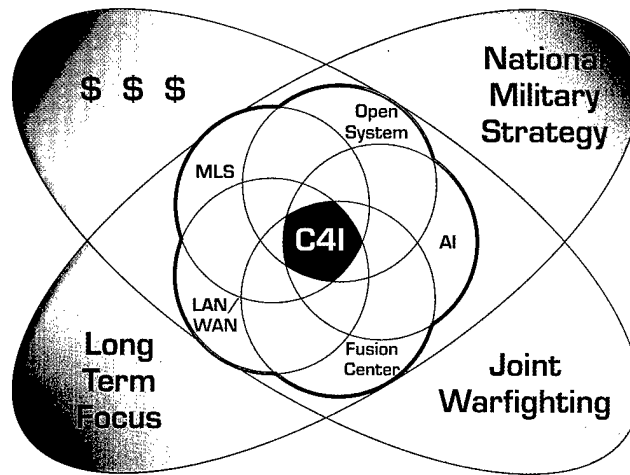 $ $ $
National
Military
Strategy
Open
System
MLS
C4I
AI
LAN/
WAN
Fusion
Center
Long
Term
Focus
Joint
Warfighting